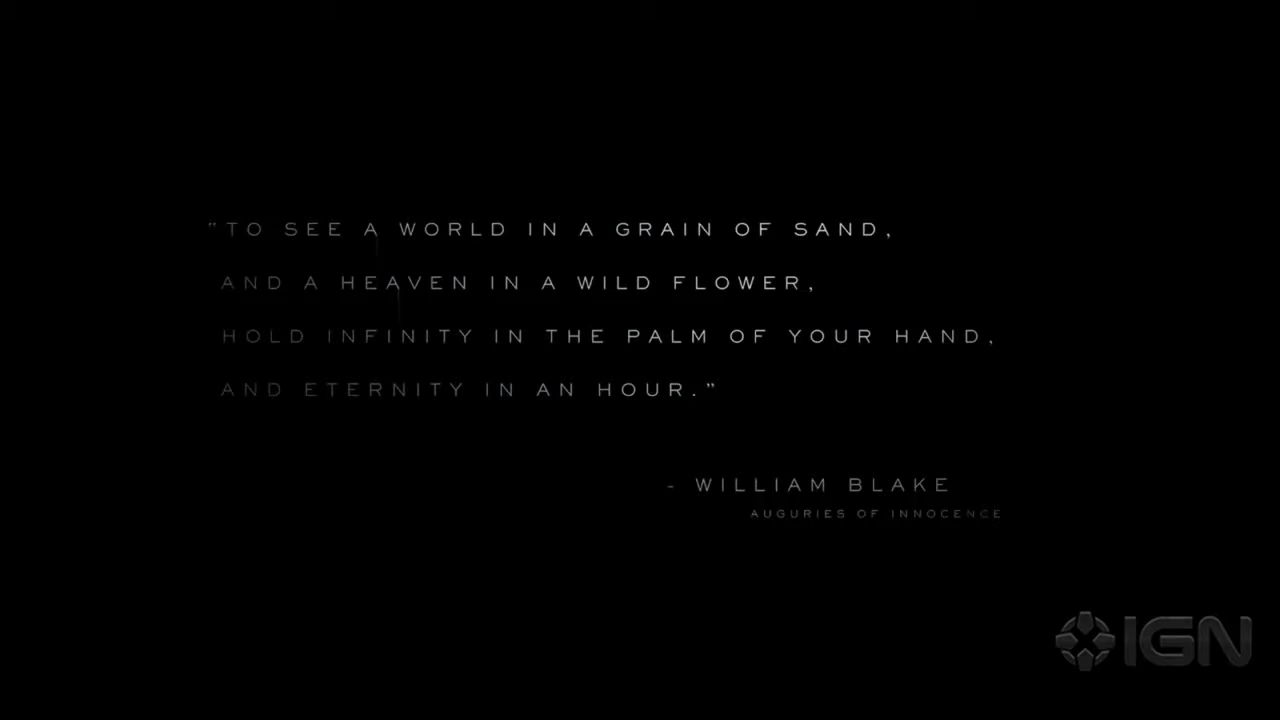 "TO SEE A WORLD IN A GRAIN OF SAND,
AND A HEAVEN IN A WILD FLOWER,
HOLD INFINITY IN THE PALM OF YOUR HAND,
AND ETERNITY IN AN HOUR."
- WILLIAM BLAKE
AUGURIES OF INNOCENCE
IGN